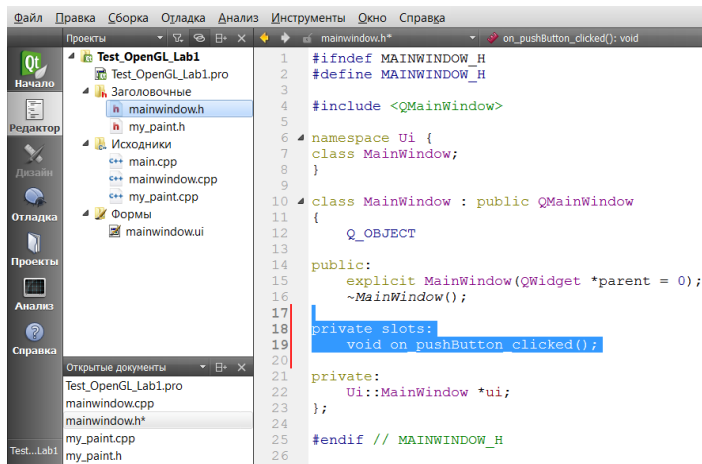 Файл Правка Сборка Отладка Анализ Инструменты Окно Справка
Проекты
mainwindow.h*
on_pushButton_clicked(): void
Qt
Начало
Редактор
Дизайн
Отладка
Проекты
Анализ
Справка
Test...Lab1
Test_OpenGL_Lab1
Test_OpenGL_Lab1.pro
Заголовочные
h mainwindow.h
h my_paint.h
Исходники
c++ main.cpp
c++ mainwindow.cpp
c++ my_paint.cpp
Формы
mainwindow.ui
Открытые документы
Test_OpenGL_Lab1.pro
mainwindow.cpp
mainwindow.h*
my_paint.cpp
my_paint.h
1 #ifndef MAINWINDOW_H
2 #define MAINWINDOW_H
3
4 #include <QMainWindow>
5
6 namespace Ui {
7 class MainWindow;
8 }
9
10 class MainWindow : public QMainWindow
11 {
12 Q_OBJECT
13
14 public:
15 explicit MainWindow(QWidget *parent = 0);
16 ~MainWindow();
17
18 private slots:
19 void on_pushButton_clicked();
20
21 private:
22 Ui::MainWindow *ui;
23 };
24
25 #endif // MAINWINDOW_H
26